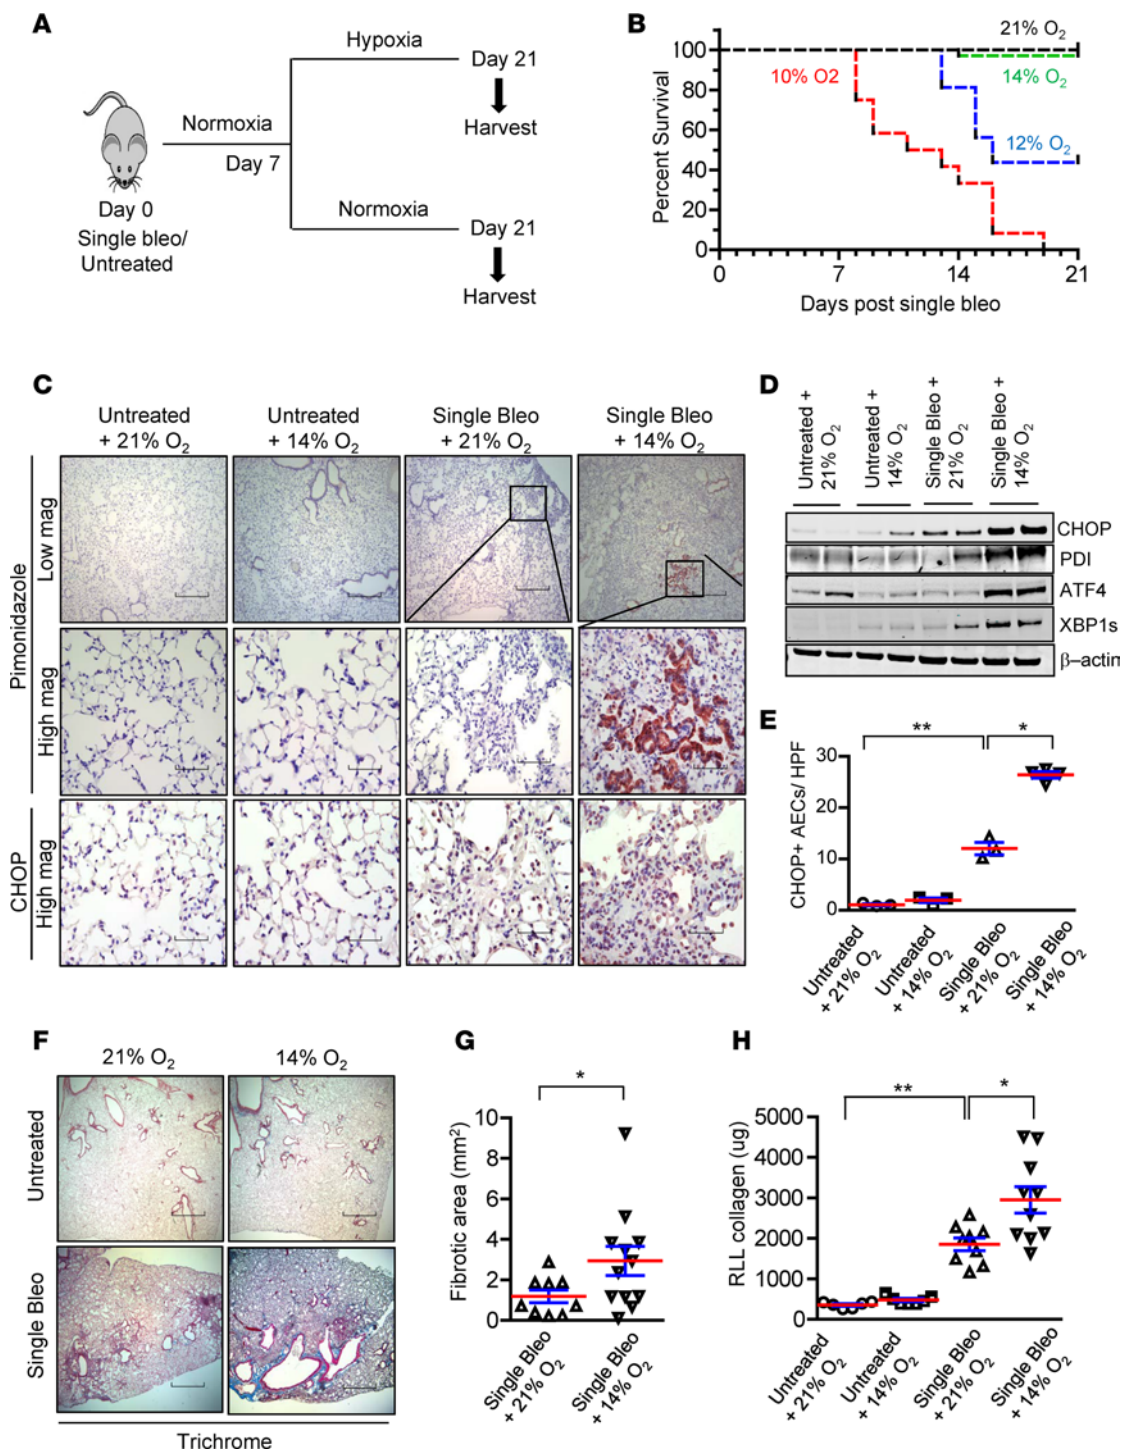 A
Hypoxia
Day 21
Harvest
Normoxia
Day 7
Normoxia
Day 21
Harvest
Day 0
Single bleo/
Untreated
B
21% O2
14% O2
12% O2
10% O2
Percent Survival
100
80
60
40
20
0
0 7 14 21
Days post single bleo
C
Untreated
+ 21% O2
Untreated
+ 14% O2
Single Bleo
+ 21% O2
Single Bleo
+ 14% O2
Pimonidazole
Low mag
High mag
CHOP
High mag
D
Untreated +
21% O2
Untreated +
14% O2
Single Bleo +
21% O2
Single Bleo +
14% O2
CHOP
PDI
ATF4
XBP1s
β–actin
E
** *
CHOP+ AECs/ HPF
30
20
10
0
Untreated
+ 21% O2
Untreated
+ 14% O2
Single Bleo
+ 21% O2
Single Bleo
+ 14% O2
F
21% O2 14% O2
Untreated
Single Bleo
Trichrome
G
*
Fibrotic area (mm²)
10
8
6
4
2
0
Single Bleo
+ 21% O2
Single Bleo
+ 14% O2
H
** *
RLL collagen (ug)
5000
4000
3000
2000
1000
0
Untreated
+ 21% O2
Untreated
+ 14% O2
Single Bleo
+ 21% O2
Single Bleo
+ 14% O2